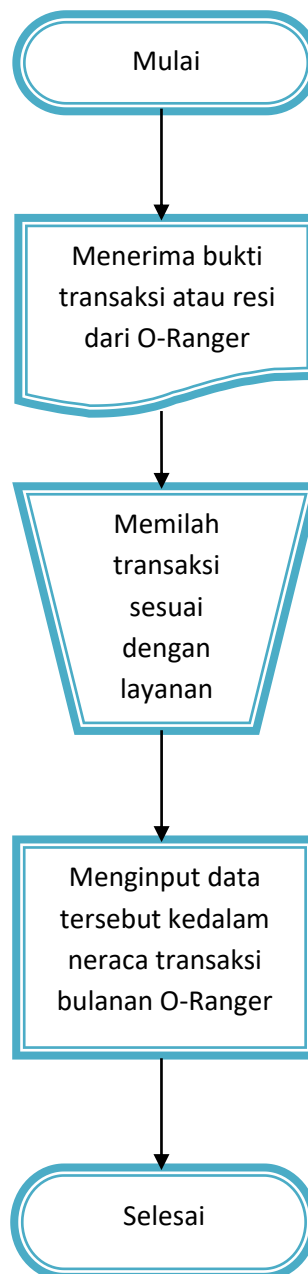 Mulai
Menerima bukti
transaksi atau resi
dari O-Ranger
Memilah
transaksi
sesuai
dengan
layanan
Menginput data
tersebut kedalam
neraca transaksi
bulanan O-Ranger
Selesai